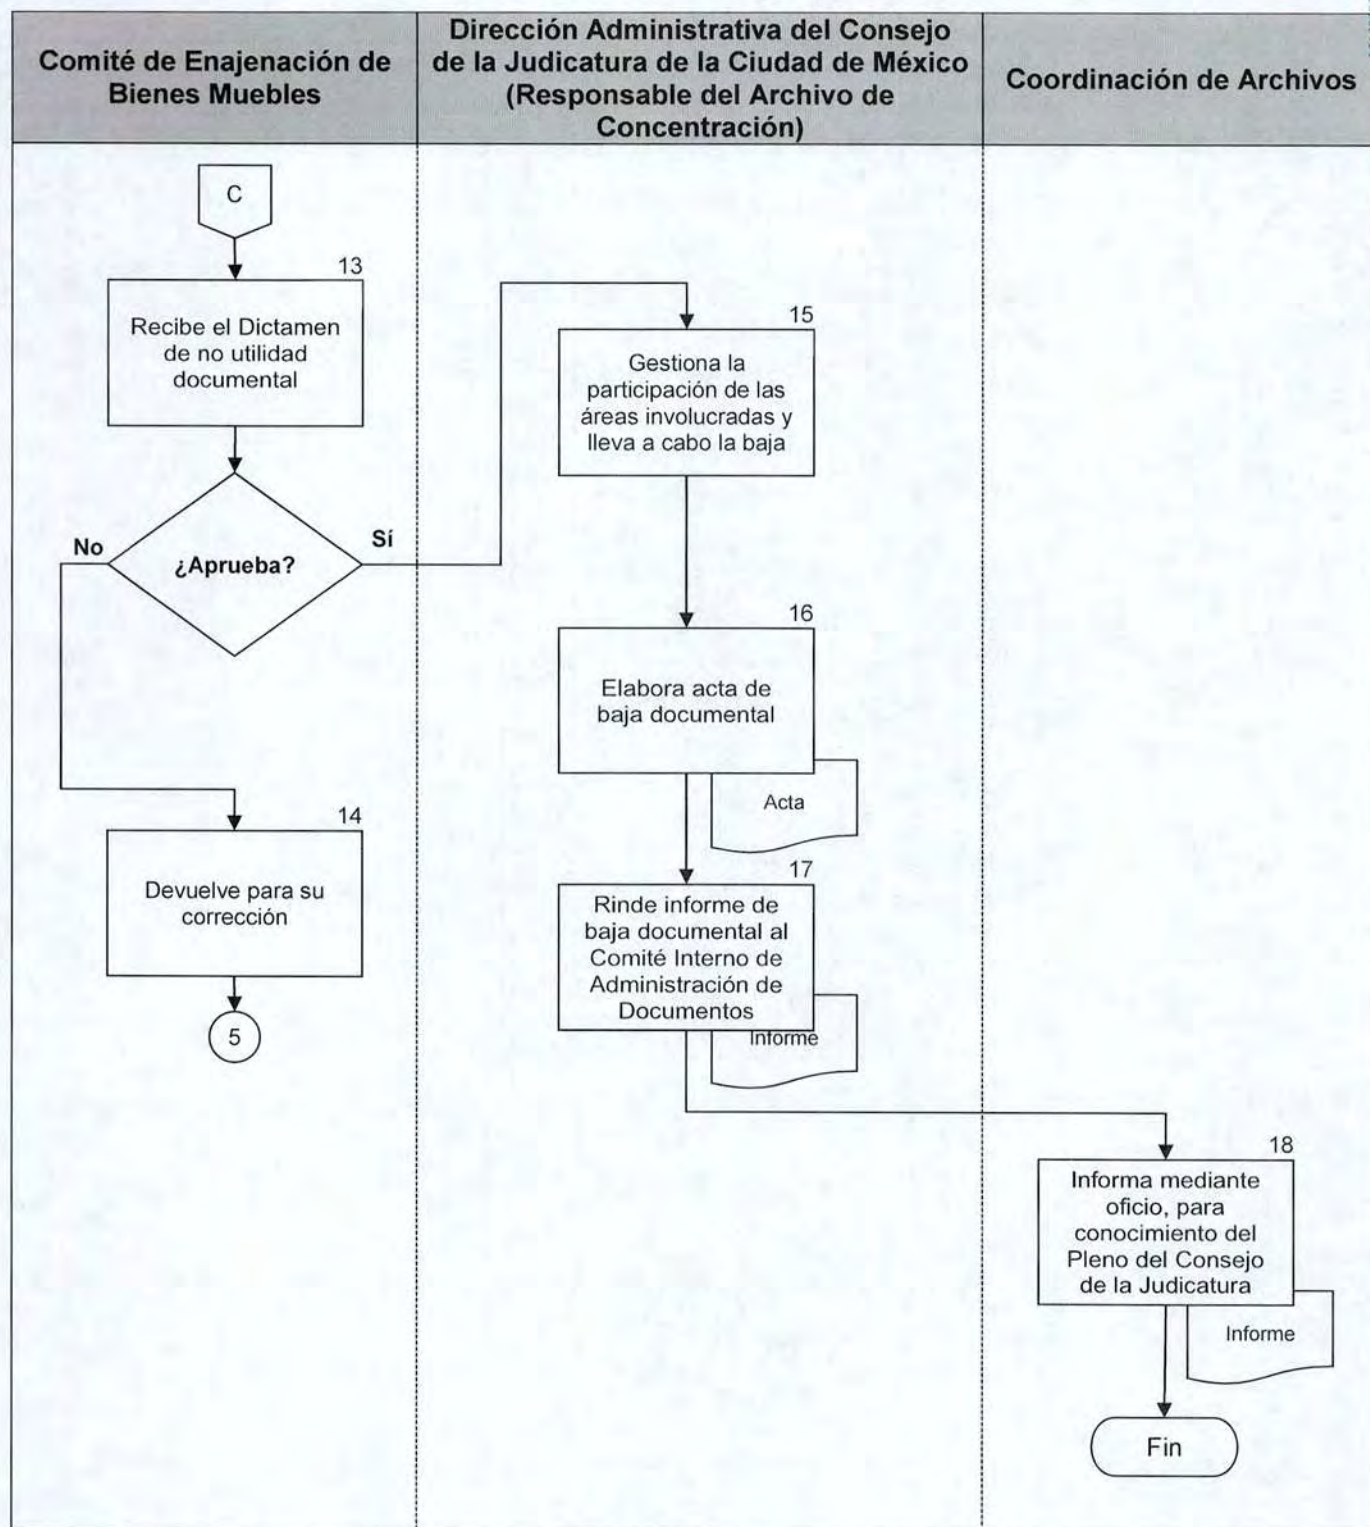 Comité de Enajenación de
Bienes Muebles
Dirección Administrativa del Consejo
de la Judicatura de la Ciudad de México
(Responsable del Archivo de
Concentración)
Coordinación de Archivos
C
13
Recibe el Dictamen
de no utilidad
documental
¿Aprueba?
No
Sí
14
Devuelve para su
corrección
5
15
Gestiona la
participación de las
áreas involucradas y
lleva a cabo la baja
16
Elabora acta de
baja documental
Acta
17
Rinde informe de
baja documental al
Comité Interno de
Administración de
Documentos
Informe
18
Informa mediante
oficio, para
conocimiento del
Pleno del Consejo
de la Judicatura
Informe
Fin